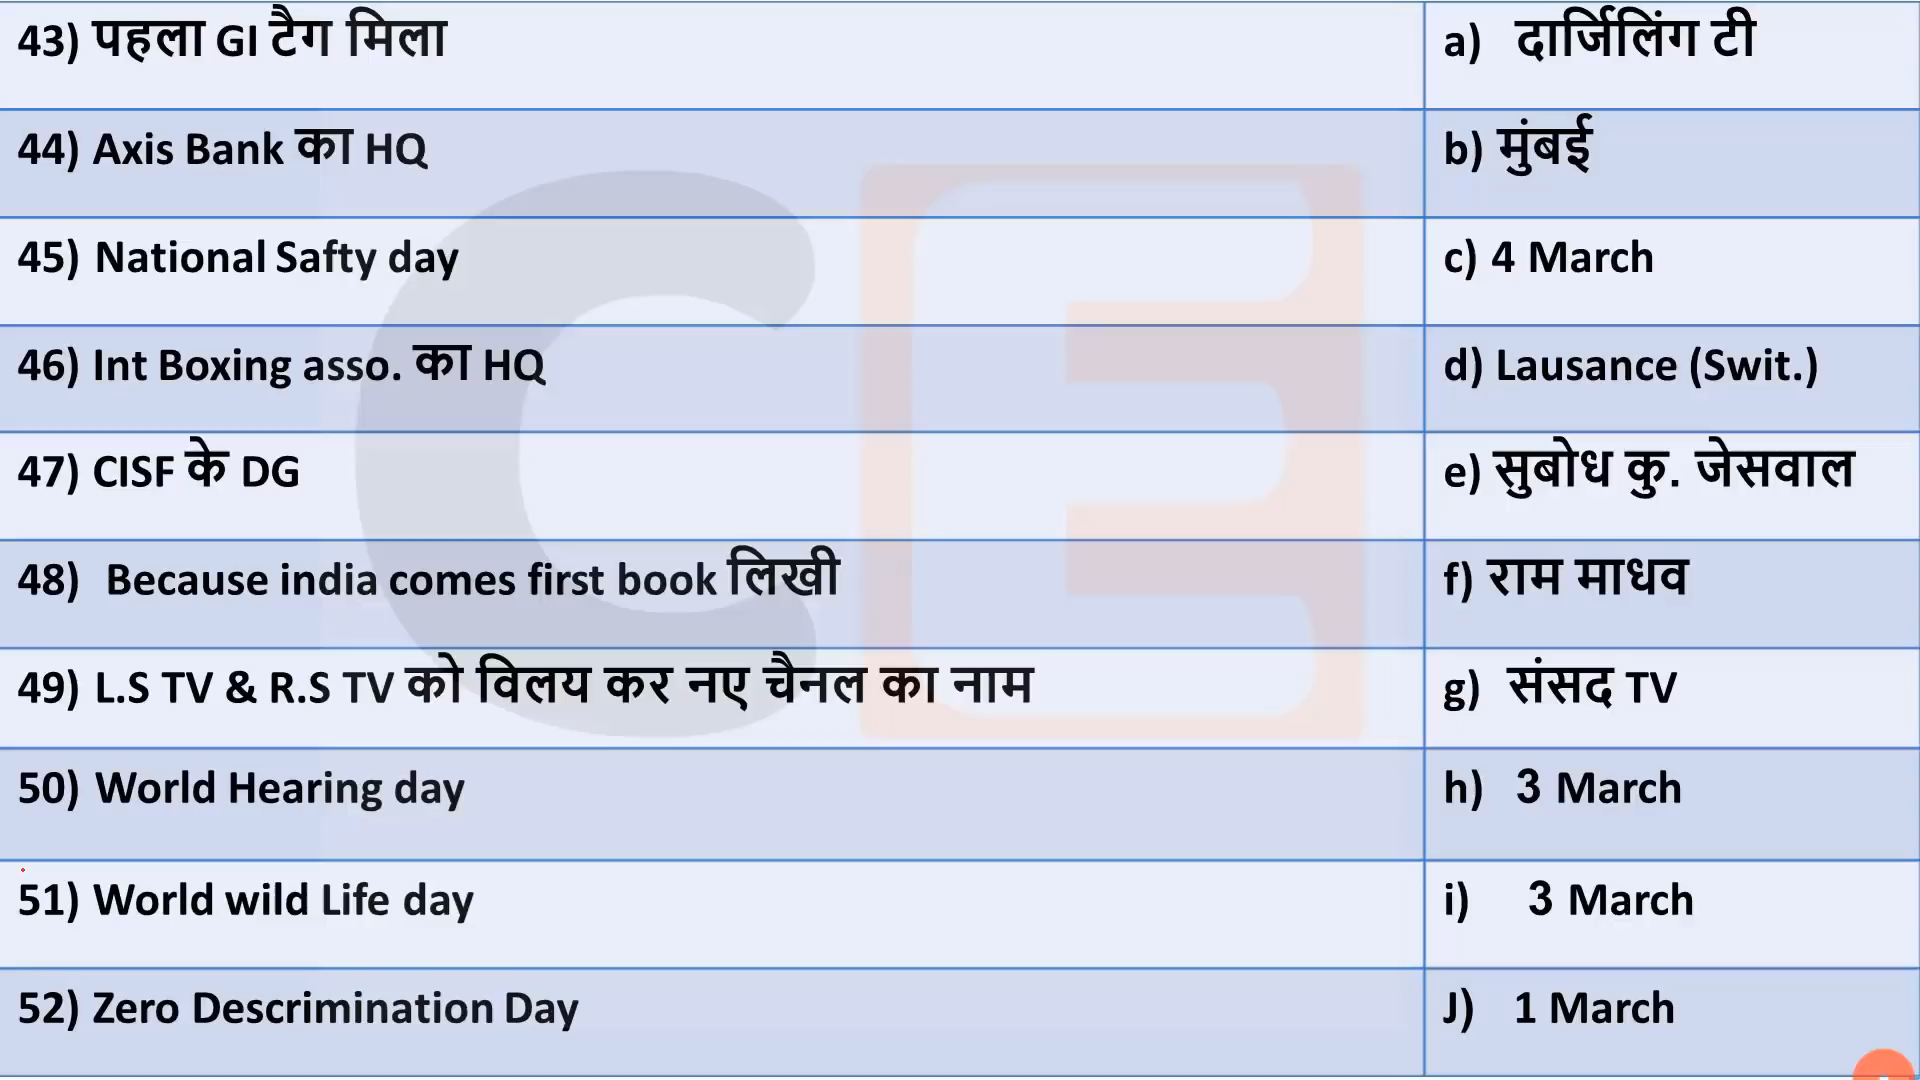 43) पहला GI टैग मिला
a) दार्जिलिंग टी
44) Axis Bank का HQ
b) मुंबई
45) National Safty day
c) 4 March
46) Int Boxing asso. का HQ
d) Lausance (Swit.)
47) CISF के DG
e) सुबोध कु. जेसवाल
48) Because india comes first book लिखी
f) राम माधव
49) L.S TV & R.S TV को विलय कर नए चैनल का नाम
g) संसद TV
50) World Hearing day
h) 3 March
51) World wild Life day
i) 3 March
52) Zero Descrimination Day
J) 1 March
CE